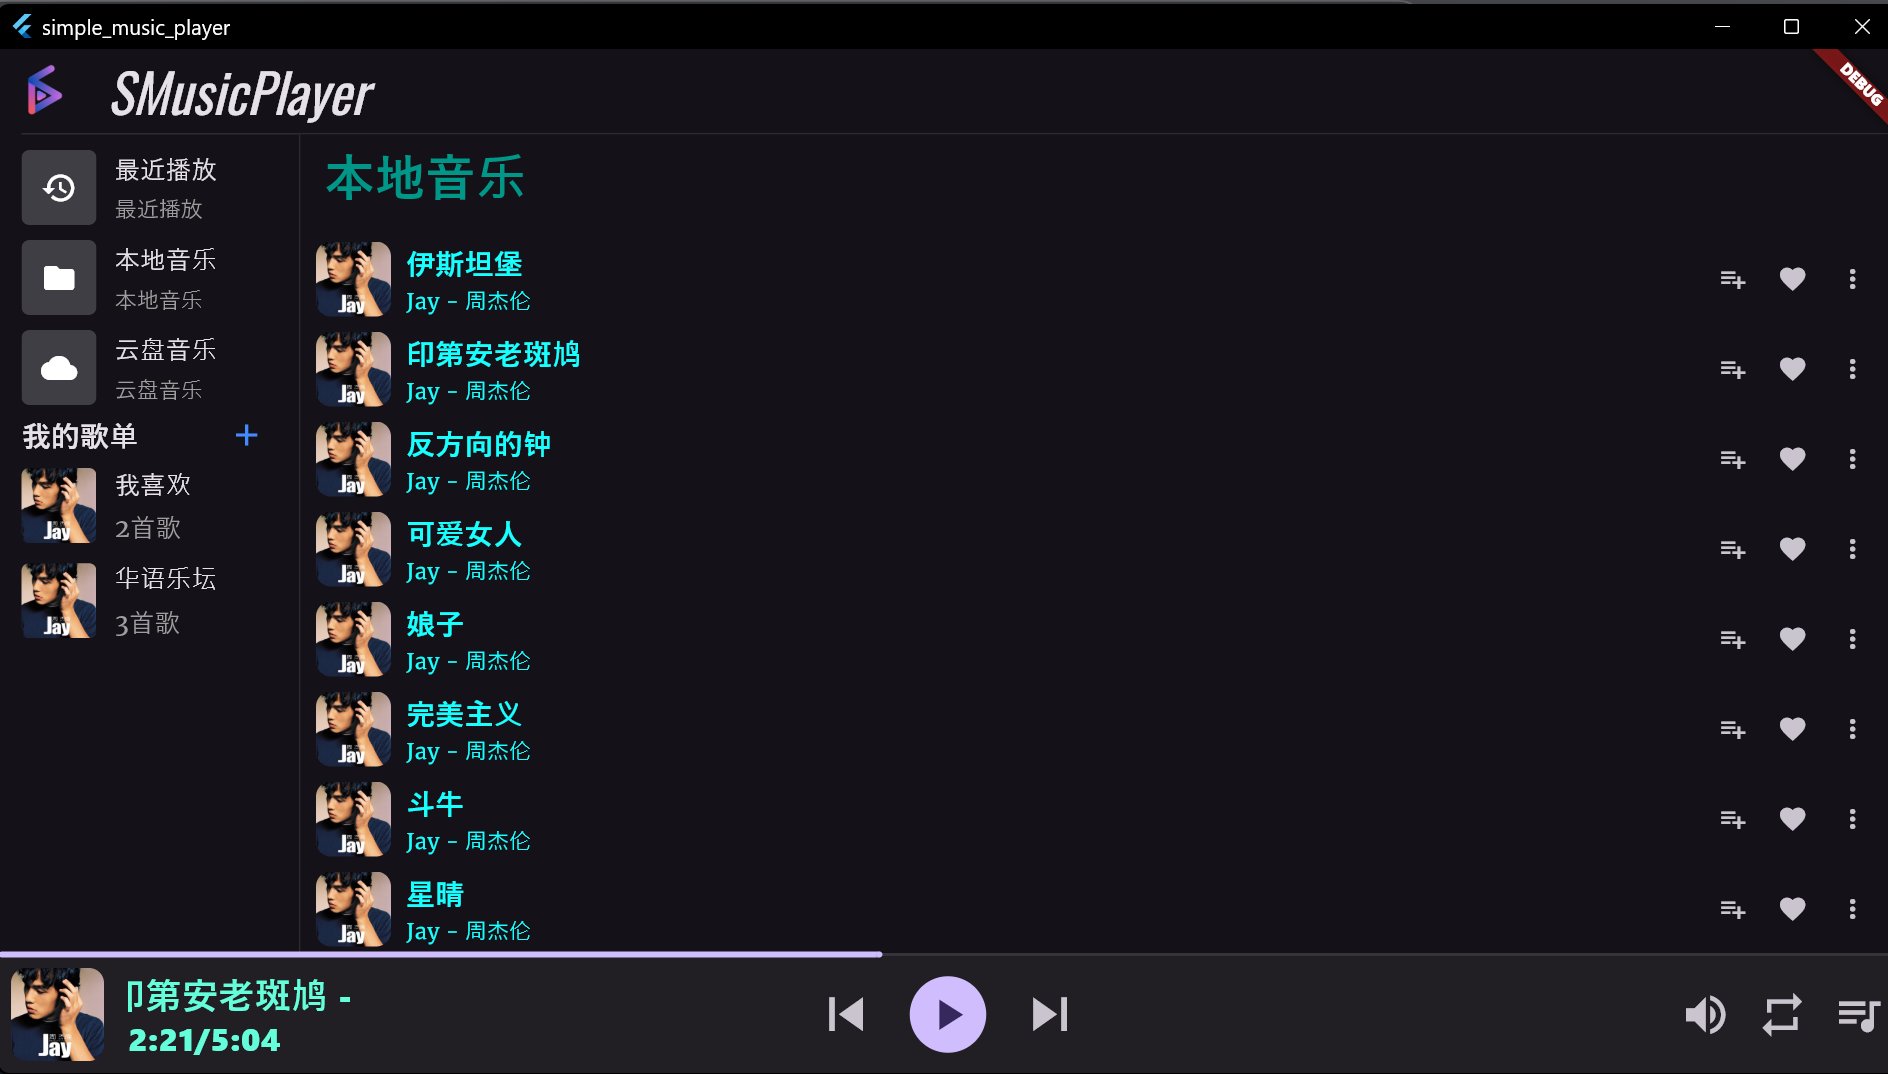 simple_music_player
DEBUG
SMusicPlayer
最近播放
最近播放
本地音乐
本地音乐
云盘音乐
云盘音乐
我的歌单
Jay
我喜欢
2首歌
Jay
华语乐坛
3首歌
本地音乐
Jay
伊斯坦堡
Jay - 周杰伦
Jay
印第安老斑鸠
Jay - 周杰伦
Jay
反方向的钟
Jay - 周杰伦
Jay
可爱女人
Jay - 周杰伦
Jay
娘子
Jay - 周杰伦
Jay
完美主义
Jay - 周杰伦
Jay
斗牛
Jay - 周杰伦
Jay
星晴
Jay - 周杰伦
Jay
第安老斑鸠 -
2:21/5:04